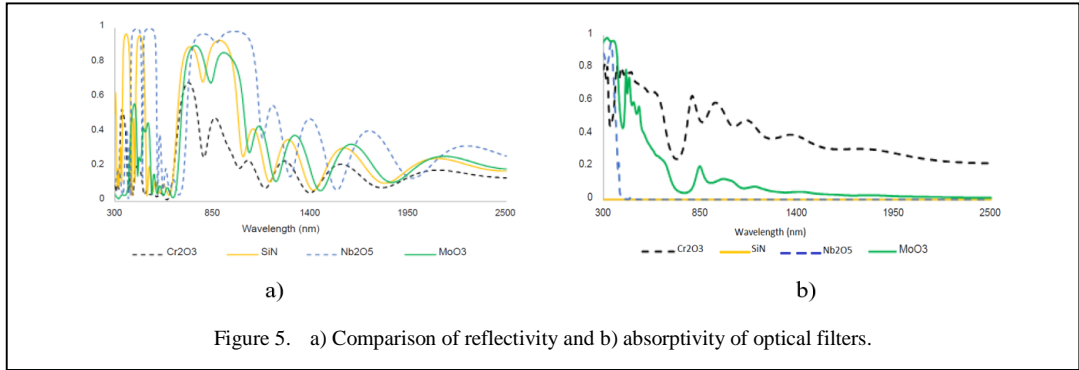 1
0.8
0.6
0.4
0.2
0
300 850 1400 1950 2500
Wavelength (nm)
Cr2O3 SiN Nb2O5 MoO3
a)
1
0.8
0.6
0.4
0.2
0
300 850 1400 1950 2500
Wavelength (nm)
Cr2O3 SiN Nb2O5 MoO3
b)
Figure 5. a) Comparison of reflectivity and b) absorptivity of optical filters.